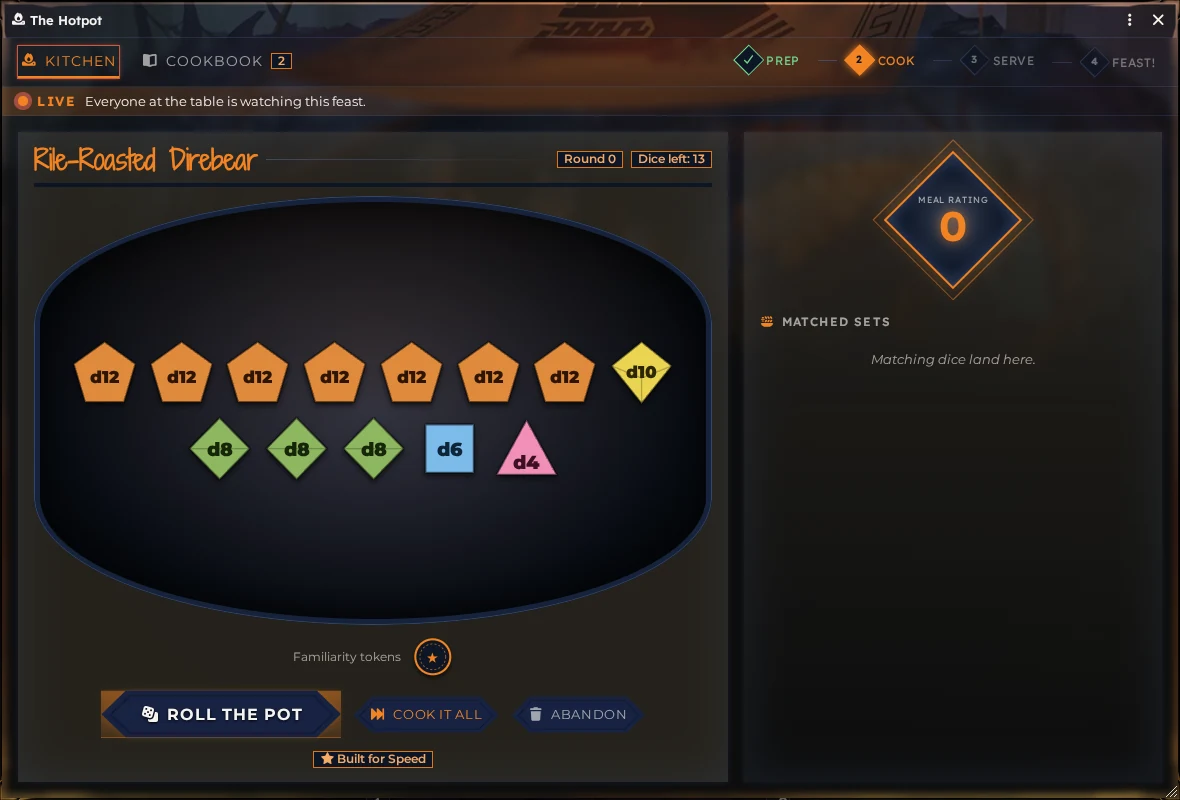 The Hotpot
KITCHEN
COOKBOOK 2
PREP
2 COOK
3 SERVE
4 FEAST!
LIVE Everyone at the table is watching this feast.
Rile-Roasted Direbear
Round 0
Dice left: 13
d12 d12 d12 d12 d12 d12 d12 d10
d8 d8 d8 d6 d4
Familiarity tokens
ROLL THE POT
COOK IT ALL
ABANDON
Built for Speed
MEAL RATING
0
MATCHED SETS
Matching dice land here.